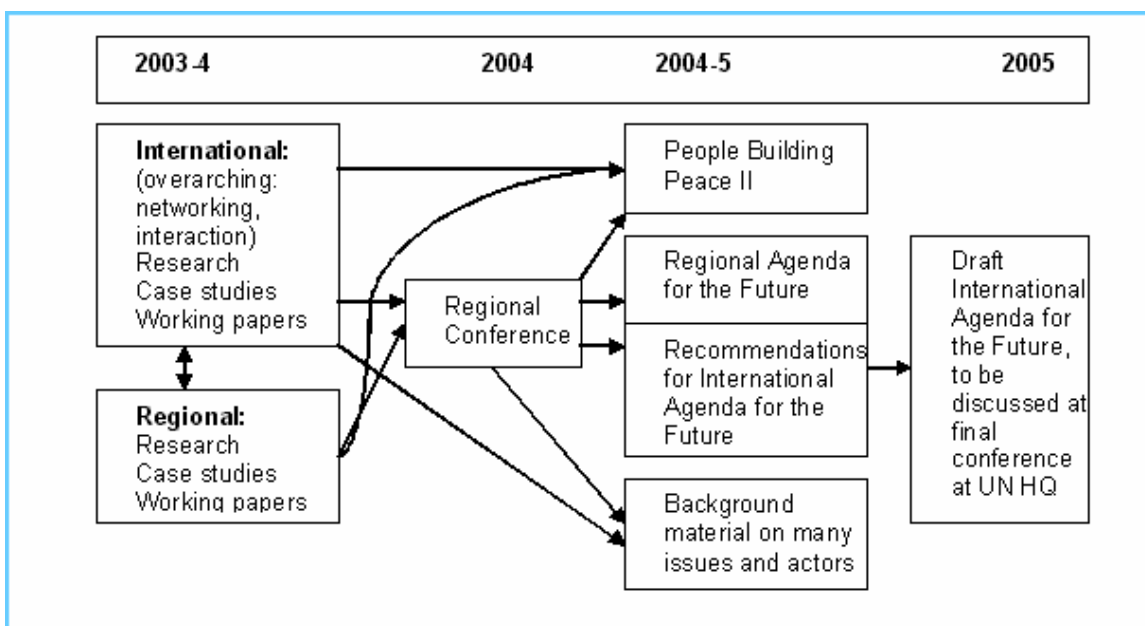 2003-4 2004 2004-5 2005
International:
(overarching:
networking,
interaction)
Research
Case studies
Working papers
Regional:
Research
Case studies
Working papers
Regional
Conference
People Building
Peace II
Regional Agenda
for the Future
Recommendations
for International
Agenda for the
Future
Background
material on many
issues and actors
Draft
International
Agenda for
the Future,
to be
discussed at
final
conference
at UN HQ